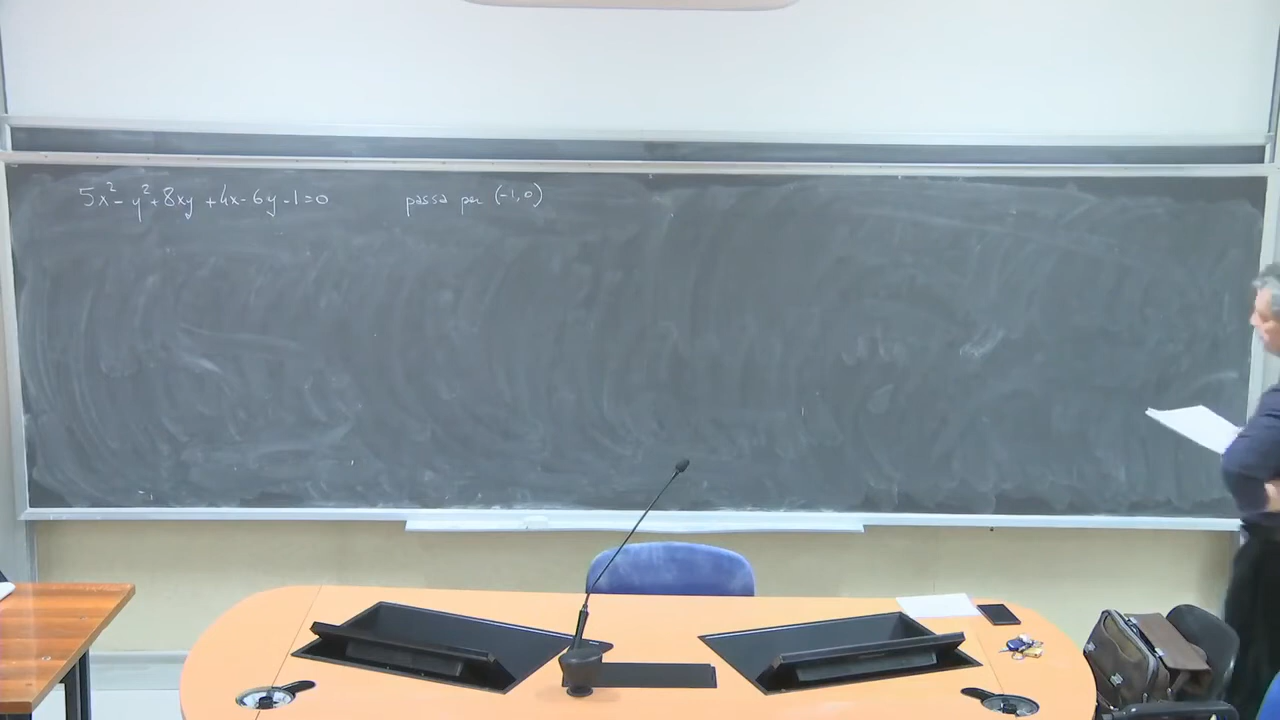 5x² - y² + 8xy + 4x - 6y - 1 = 0 passa per (-1,0)